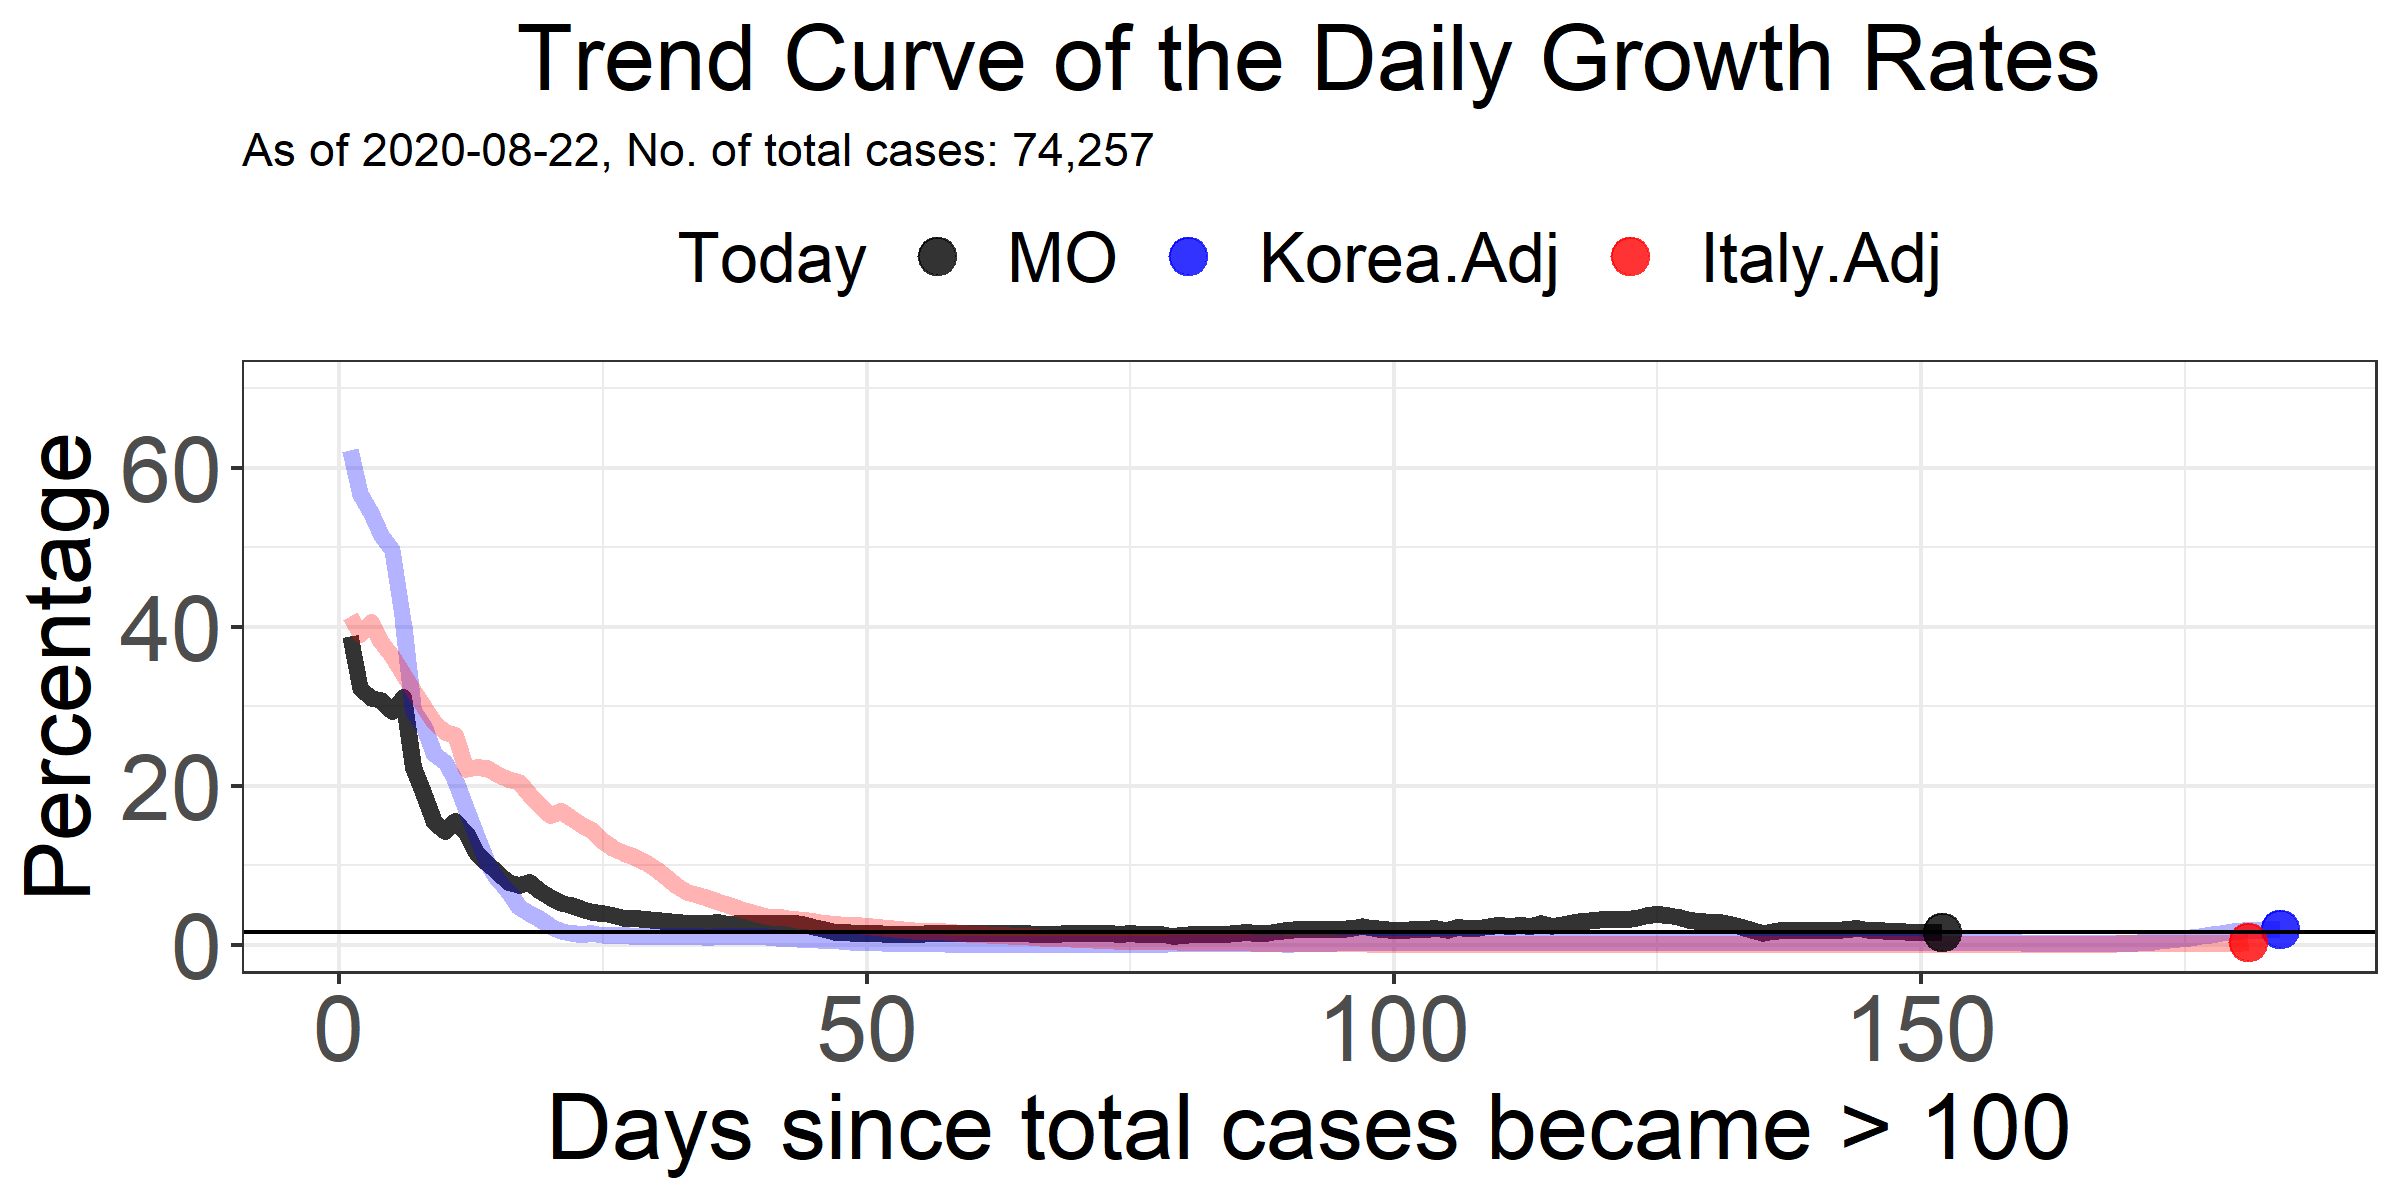 Trend Curve of the Daily Growth Rates
As of 2020-08-22, No. of total cases: 74,257
Today MO Korea.Adj Italy.Adj
Percentage
60
40
20
0
0 50 100 150
Days since total cases became > 100